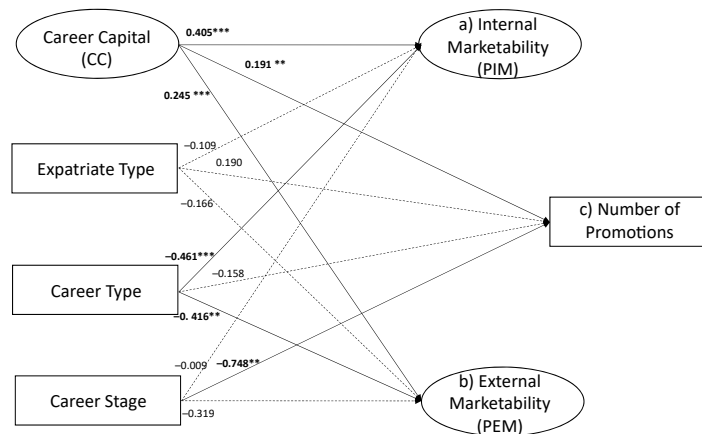 Career Capital
(CC)
0.405***
a) Internal
Marketability
(PIM)
0.191 **
0.245 ***
Expatriate Type
–0.109
0.190
–0.166
c) Number of
Promotions
–0.461***
–0.158
Career Type
–0. 416**
–0.009
–0.748**
Career Stage
–0.319
b) External
Marketability
(PEM)